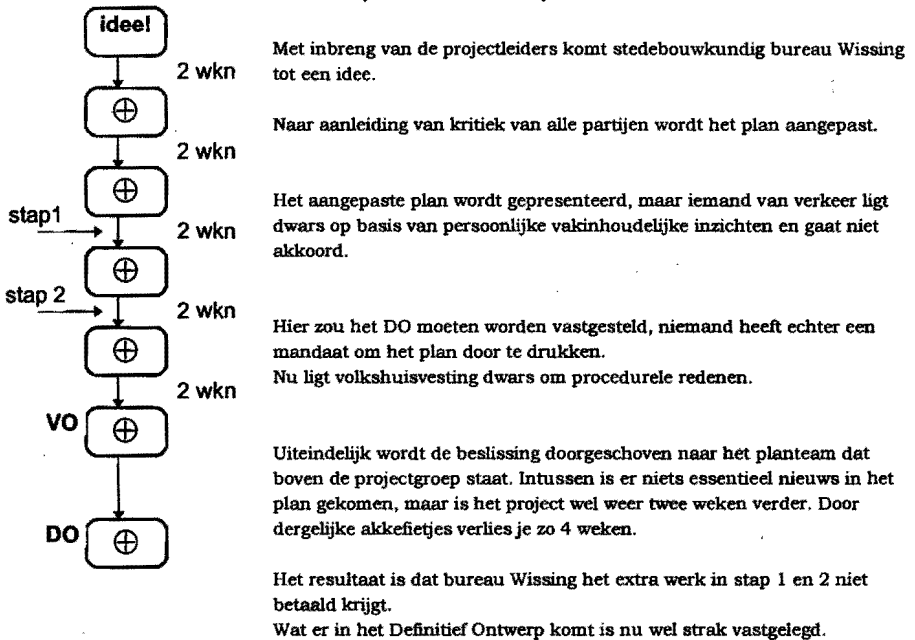 idee!
2 wkn
Met inbreng van de projectleiders komt stedebouwkundig bureau Wissing
tot een idee.
Naar aanleiding van kritiek van alle partijen wordt het plan aangepast.
2 wkn
stap1
2 wkn
Het aangepaste plan wordt gepresenteerd, maar iemand van verkeer ligt
dwars op basis van persoonlijke vakinhoudelijke inzichten en gaat niet
akkoord.
stap 2
2 wkn
Hier zou het DO moeten worden vastgesteld, niemand heeft echter een
mandaat om het plan door te drukken.
Nu ligt volkshuisvesting dwars om procedurele redenen.
2 wkn
VO
Uiteindelijk wordt de beslissing doorgeschoven naar het planteam dat
boven de projectgroep staat. Intussen is er niets essentieel nieuws in het
plan gekomen, maar is het project wel weer twee weken verder. Door
dergelijke akkefietjes verlies je zo 4 weken.
DO
Het resultaat is dat bureau Wissing het extra werk in stap 1 en 2 niet
betaald krijgt.
Wat er in het Definitief Ontwerp komt is nu wel strak vastgelegd.